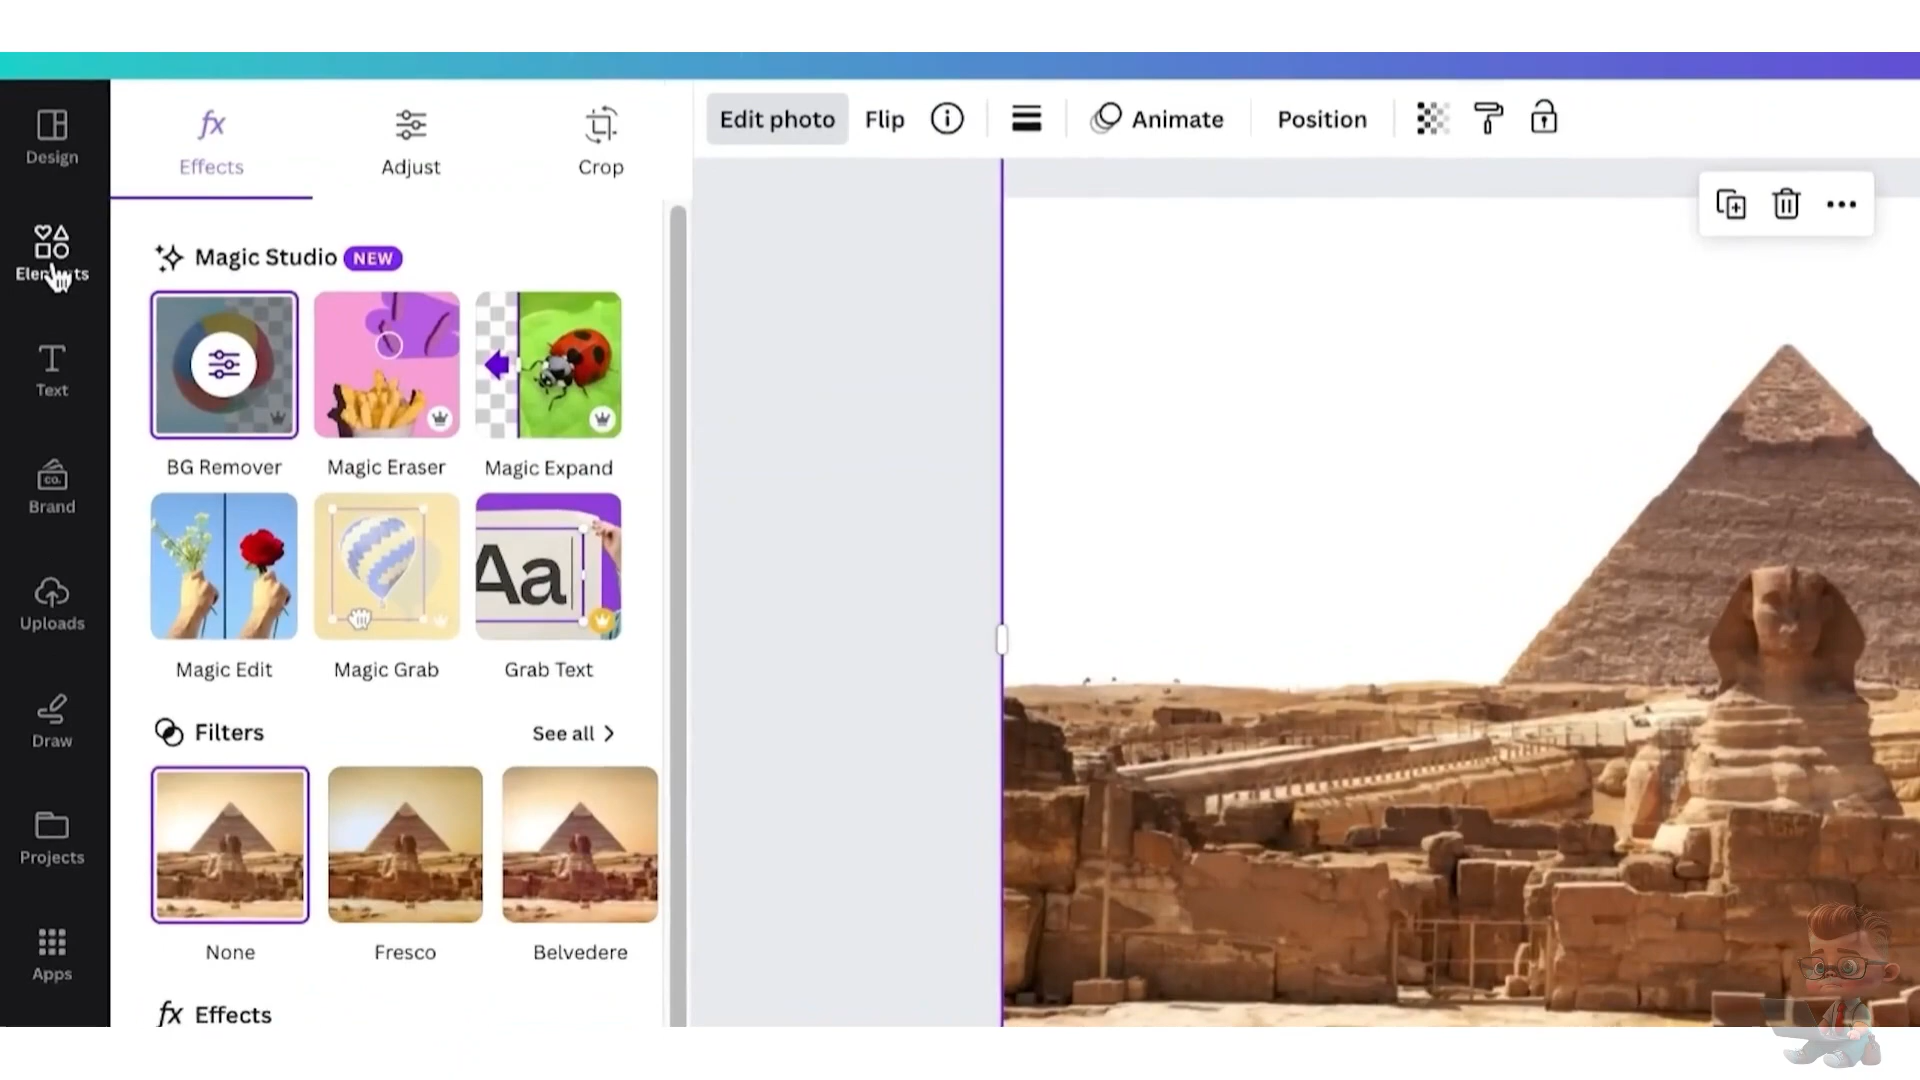 Design
Elements
Text
Brand
CO.
Uploads
Draw
Projects
Apps
fx
Effects
Adjust
Crop
Magic Studio NEW
BG Remover
Magic Eraser
Magic Expand
Aa
Magic Edit
Magic Grab
Grab Text
Filters
See all
None
Fresco
Belvedere
fx Effects
Edit photo
Flip
Animate
Position